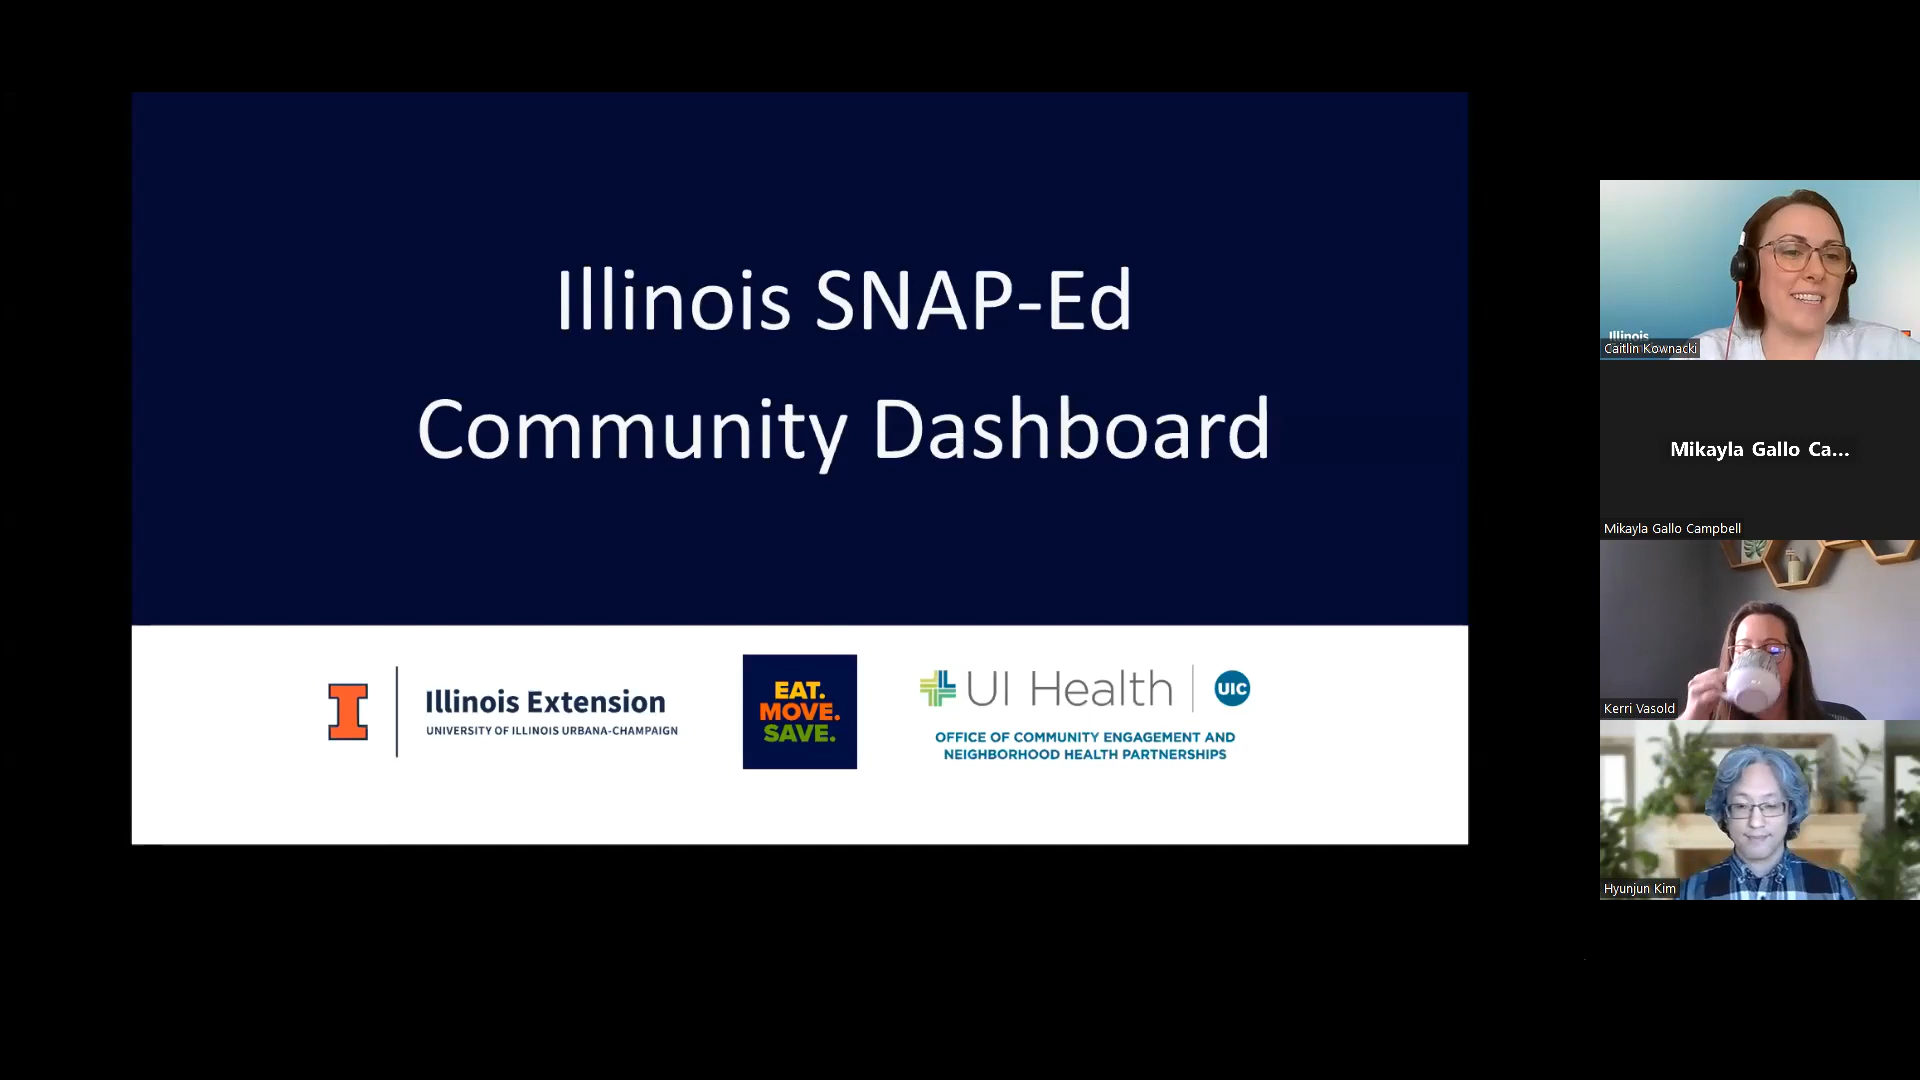 Illinois SNAP-Ed
Community Dashboard
I
Illinois Extension
UNIVERSITY OF ILLINOIS URBANA-CHAMPAIGN
EAT.
MOVE.
SAVE.
UI Health
UIC
OFFICE OF COMMUNITY ENGAGEMENT AND
NEIGHBORHOOD HEALTH PARTNERSHIPS
Illinois
Caitlin Kownacki
Mikayla Gallo Ca...
Mikayla Gallo Campbell
Kerri Vasold
Hyunjun Kim